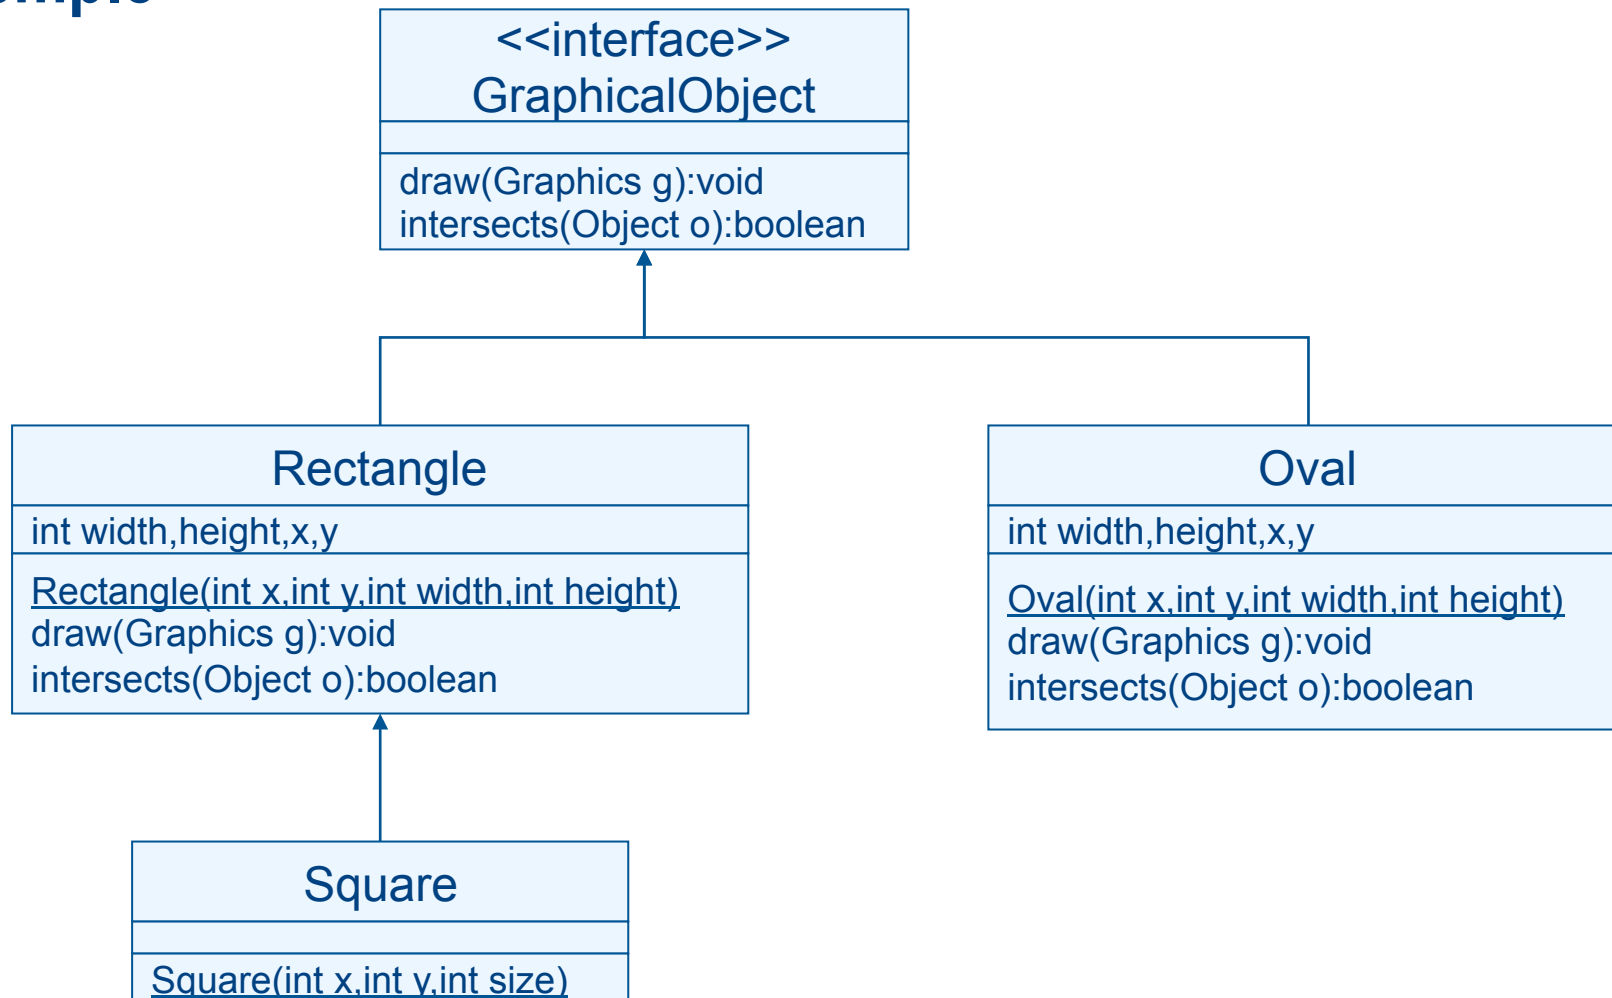 <<interface>>
GraphicalObject
draw(Graphics g):void
intersects(Object o):boolean
Rectangle
int width,height,x,y
Rectangle(int x,int y,int width,int height)
draw(Graphics g):void
intersects(Object o):boolean
Oval
int width,height,x,y
Oval(int x,int y,int width,int height)
draw(Graphics g):void
intersects(Object o):boolean
Square
Square(int x,int y,int size)